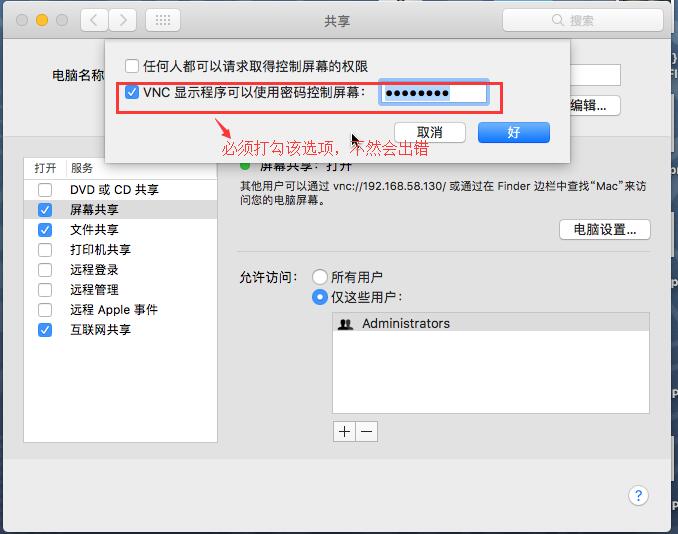 共享
搜索
任何人都可以请求取得控制屏幕的权限
电脑名称
VNC 显示程序可以使用密码控制屏幕：
●●●●●●●●
编辑...
取消
好
必须打勾该选项，不然会出错
打开 服务
屏幕共享：打开
DVD 或 CD 共享
屏幕共享
文件共享
打印机共享
远程登录
远程管理
远程 Apple 事件
互联网共享
其他用户可以通过 vnc://192.168.58.130/ 或通过在 Finder 边栏中查找“Mac”来访
问您的电脑屏幕。
电脑设置...
允许访问：
所有用户
仅这些用户：
Administrators
+
—
?